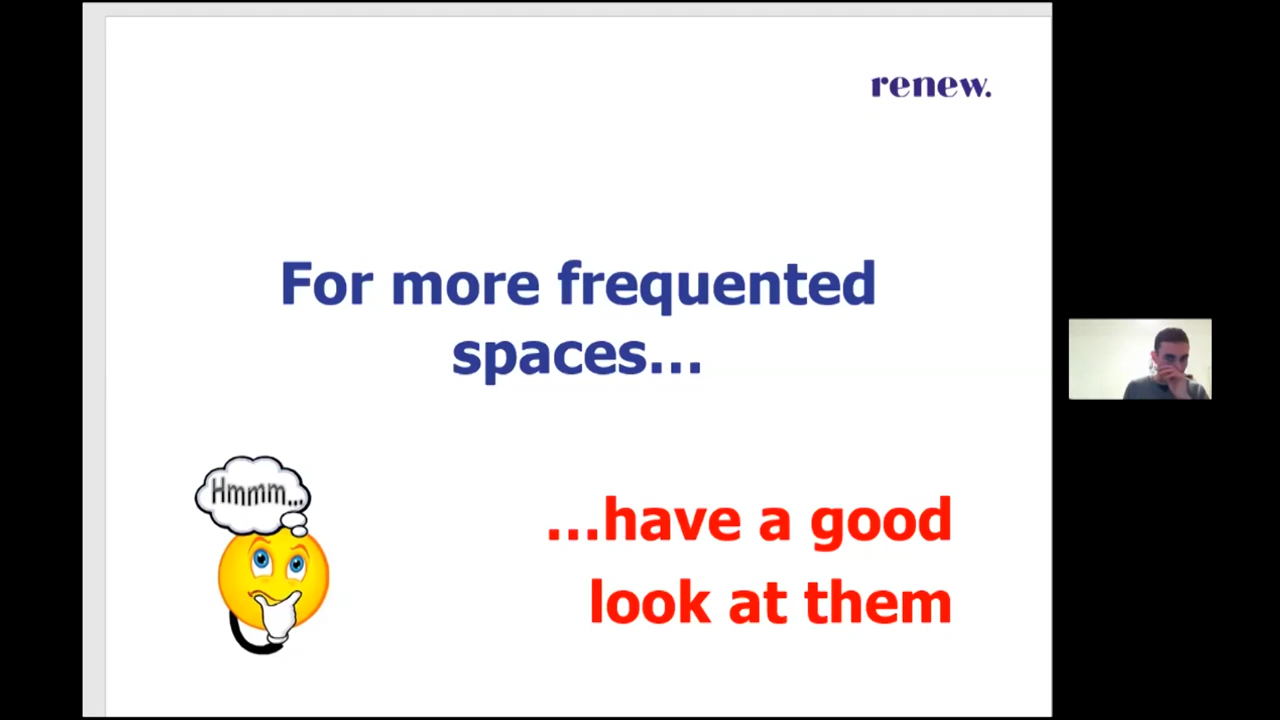 renew.
For more frequented
spaces...
Hmmm...
...have a good
look at them